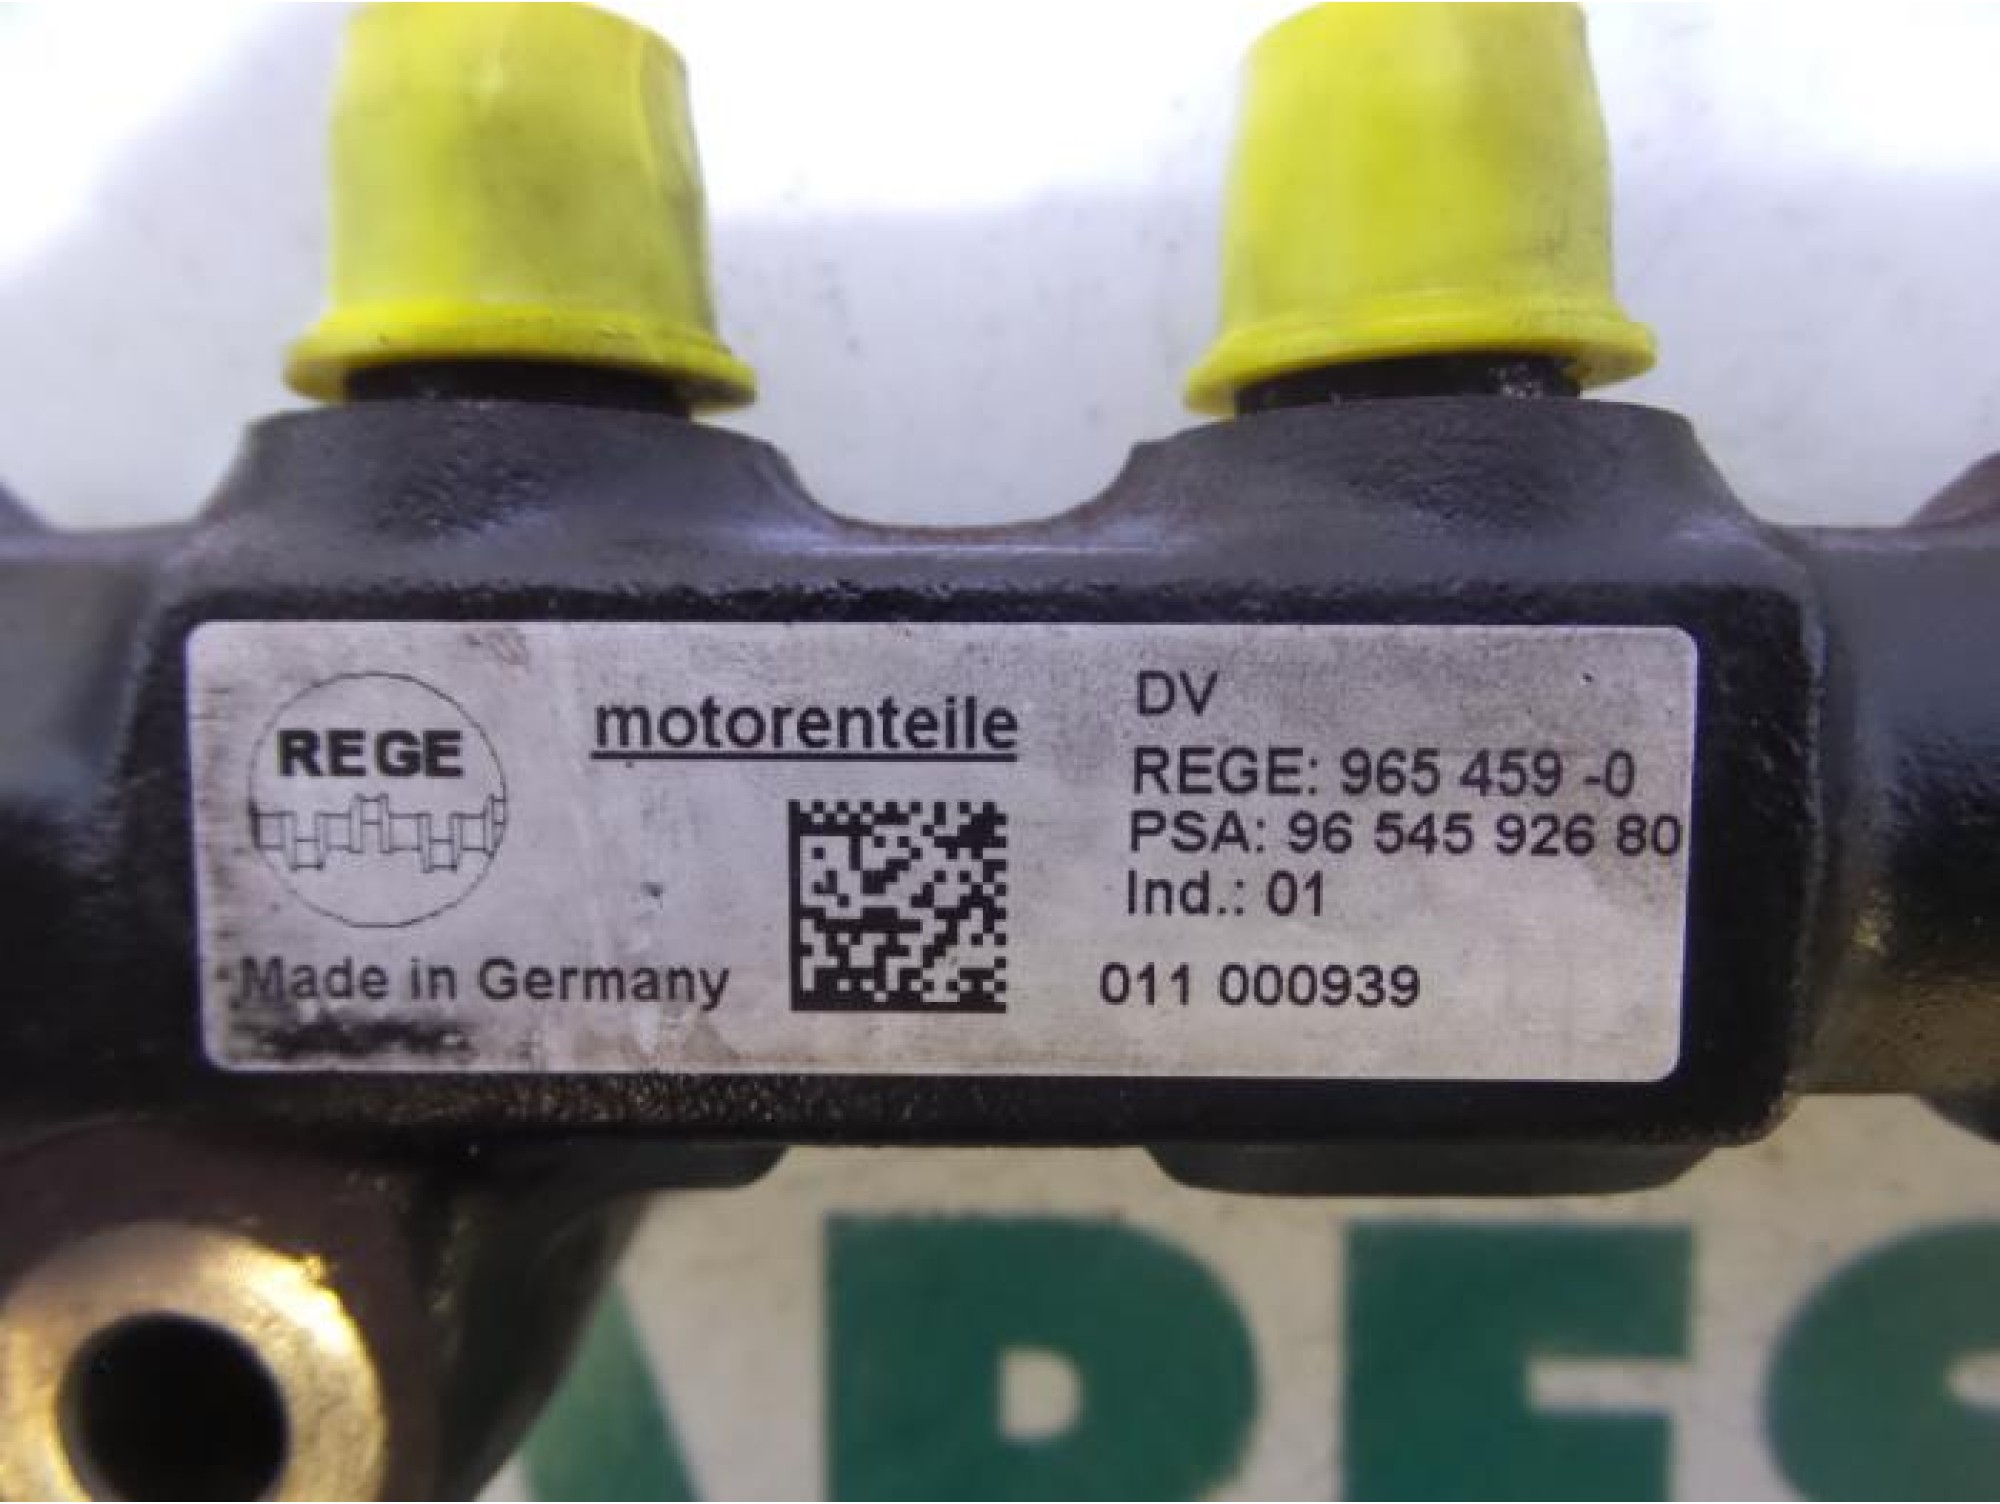 REGE
motorenteile
Made in Germany
DV
REGE: 965 459 -0
PSA: 96 545 926 80
Ind.: 01
011 000939